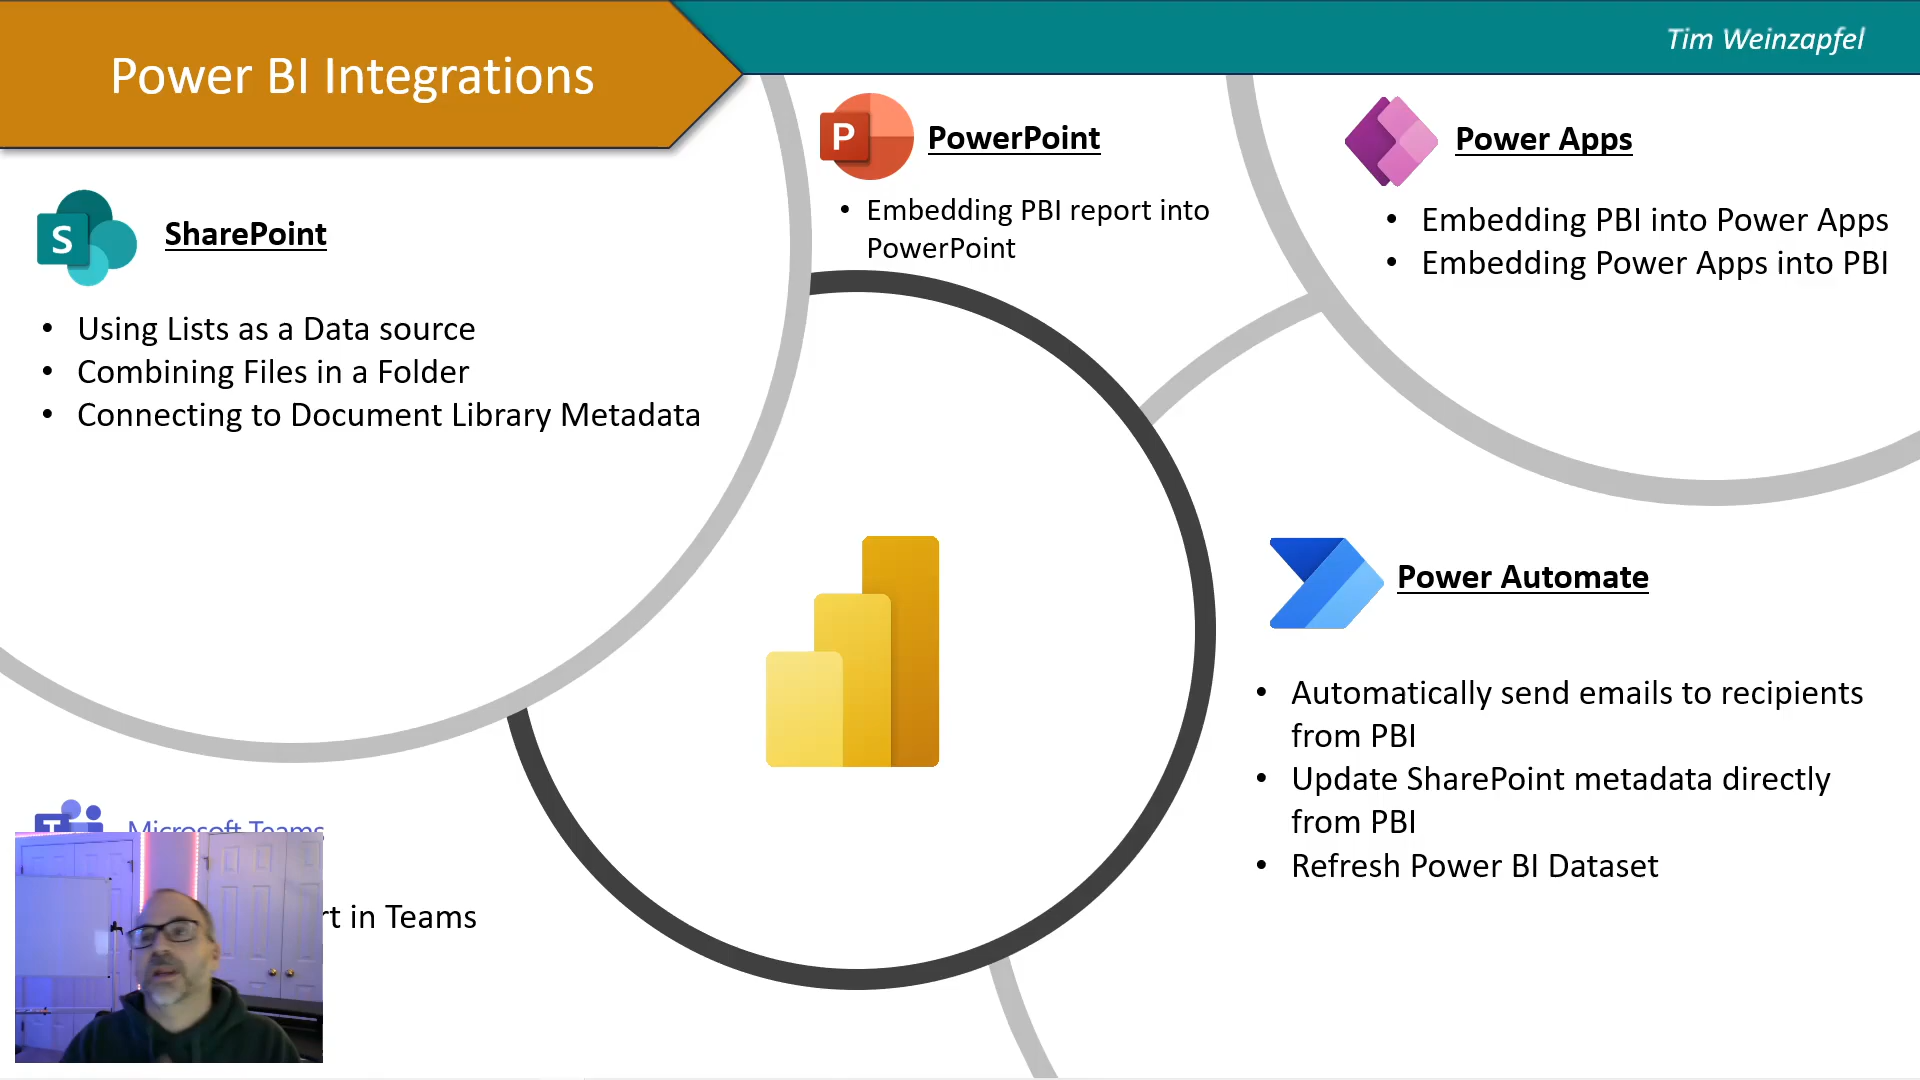 Power BI Integrations
Tim Weinzapfel
P
PowerPoint
• Embedding PBI report into
PowerPoint
Power Apps
• Embedding PBI into Power Apps
• Embedding Power Apps into PBI
S
SharePoint
• Using Lists as a Data source
• Combining Files in a Folder
• Connecting to Document Library Metadata
Power Automate
• Automatically send emails to recipients
from PBI
• Update SharePoint metadata directly
from PBI
• Refresh Power BI Dataset
T
Microsoft Teams
in Teams